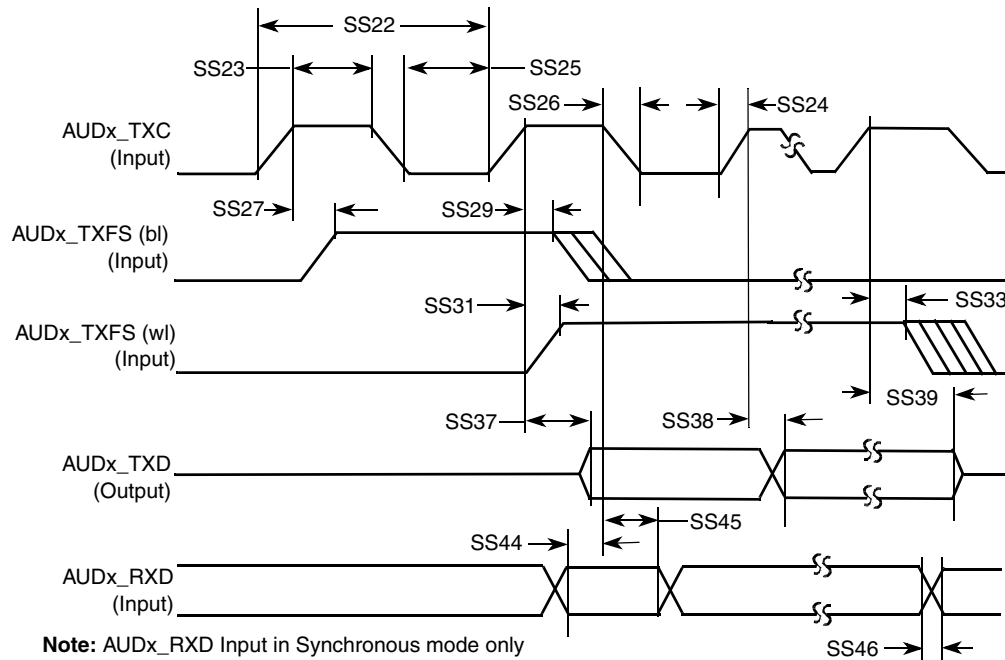 SS22
SS23
SS25
SS26
SS24
AUDx_TXC
(Input)
SS27
SS29
AUDx_TXFS (bl)
(Input)
SS31
SS33
AUDx_TXFS (wl)
(Input)
SS39
SS37
SS38
AUDx_TXD
(Output)
SS45
SS44
AUDx_RXD
(Input)
Note: AUDx_RXD Input in Synchronous mode only
SS46